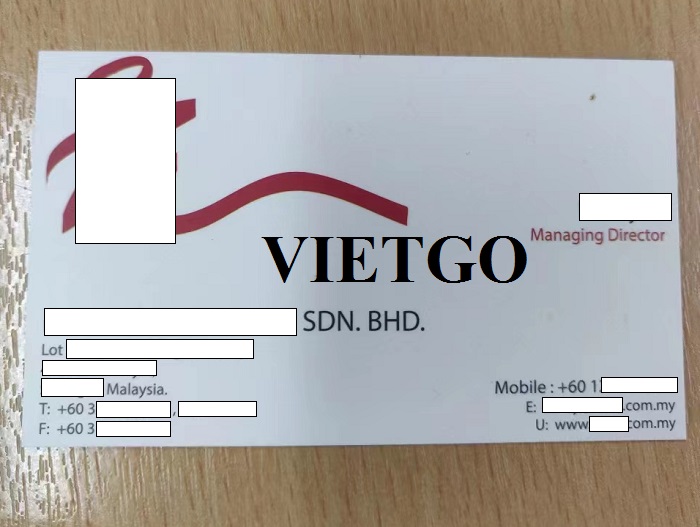 Managing Director
VIETGO
SDN. BHD.
Lot
Malaysia.
T: +60 3 ,
F: +60 3
Mobile : +60 1
E: .com.my
U: www. com.my